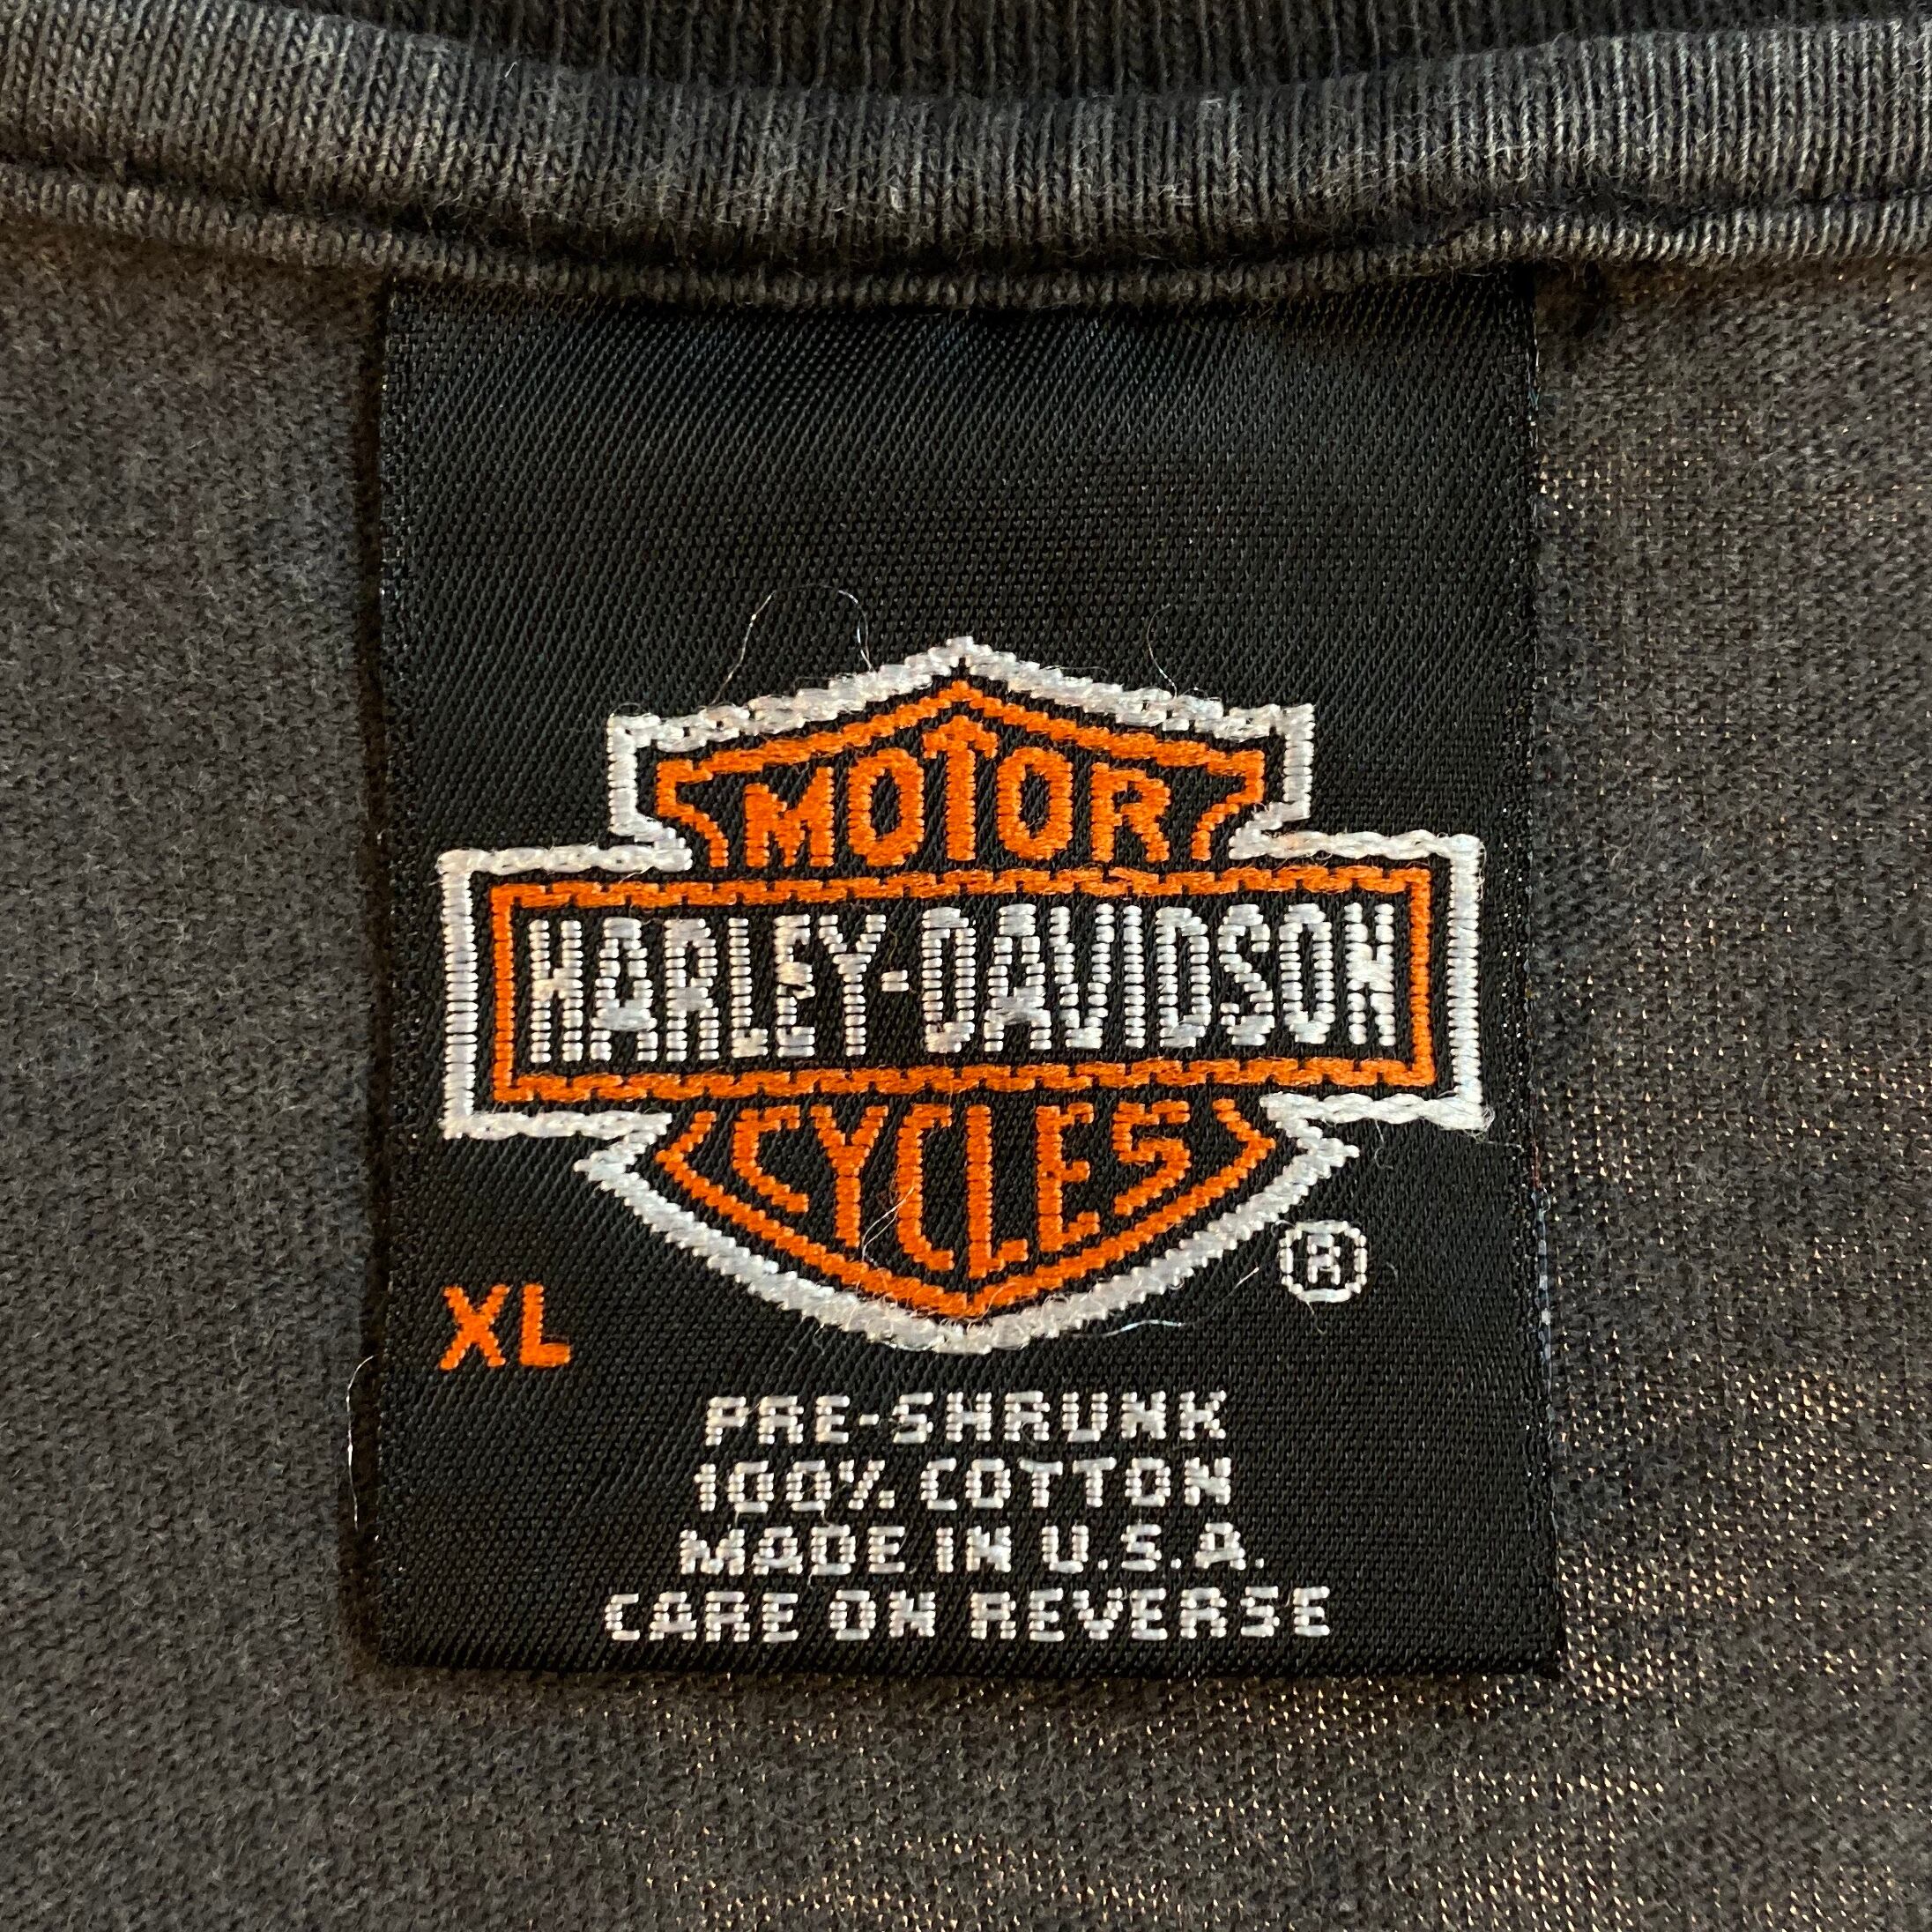 MOTOR
HARLEY-DAVIDSON
CYCLES
®
XL
PRE-SHRUNK
100% COTTON
MADE IN U.S.A.
CARE ON REVERSE